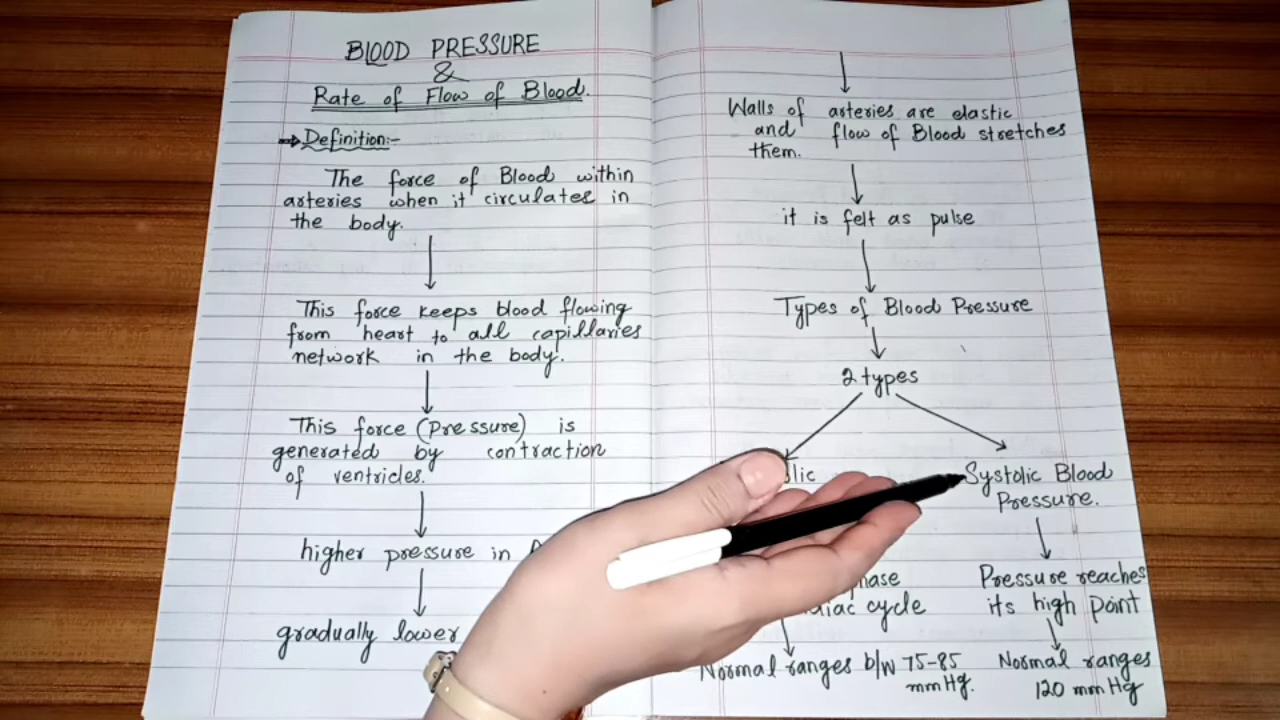 BLOOD PRESSURE
&
Rate of Flow of Blood.
Definition:-
The force of Blood within
arteries when it circulates in
the body.
This force keeps blood flowing
from heart to all capillaries
network in the body.
This force (Pressure) is
generated by contraction
of ventricles.
higher pressure in
gradually lower
Walls of arteries are elastic
and flow of Blood stretches
them.
it is felt as pulse
Types of Blood Pressure
2 types
Systolic Blood
Pressure.
Pressure reaches
its high point
Normal ranges
120 mmHg
cycle
Normal ranges b/w 75-85
mmHg.